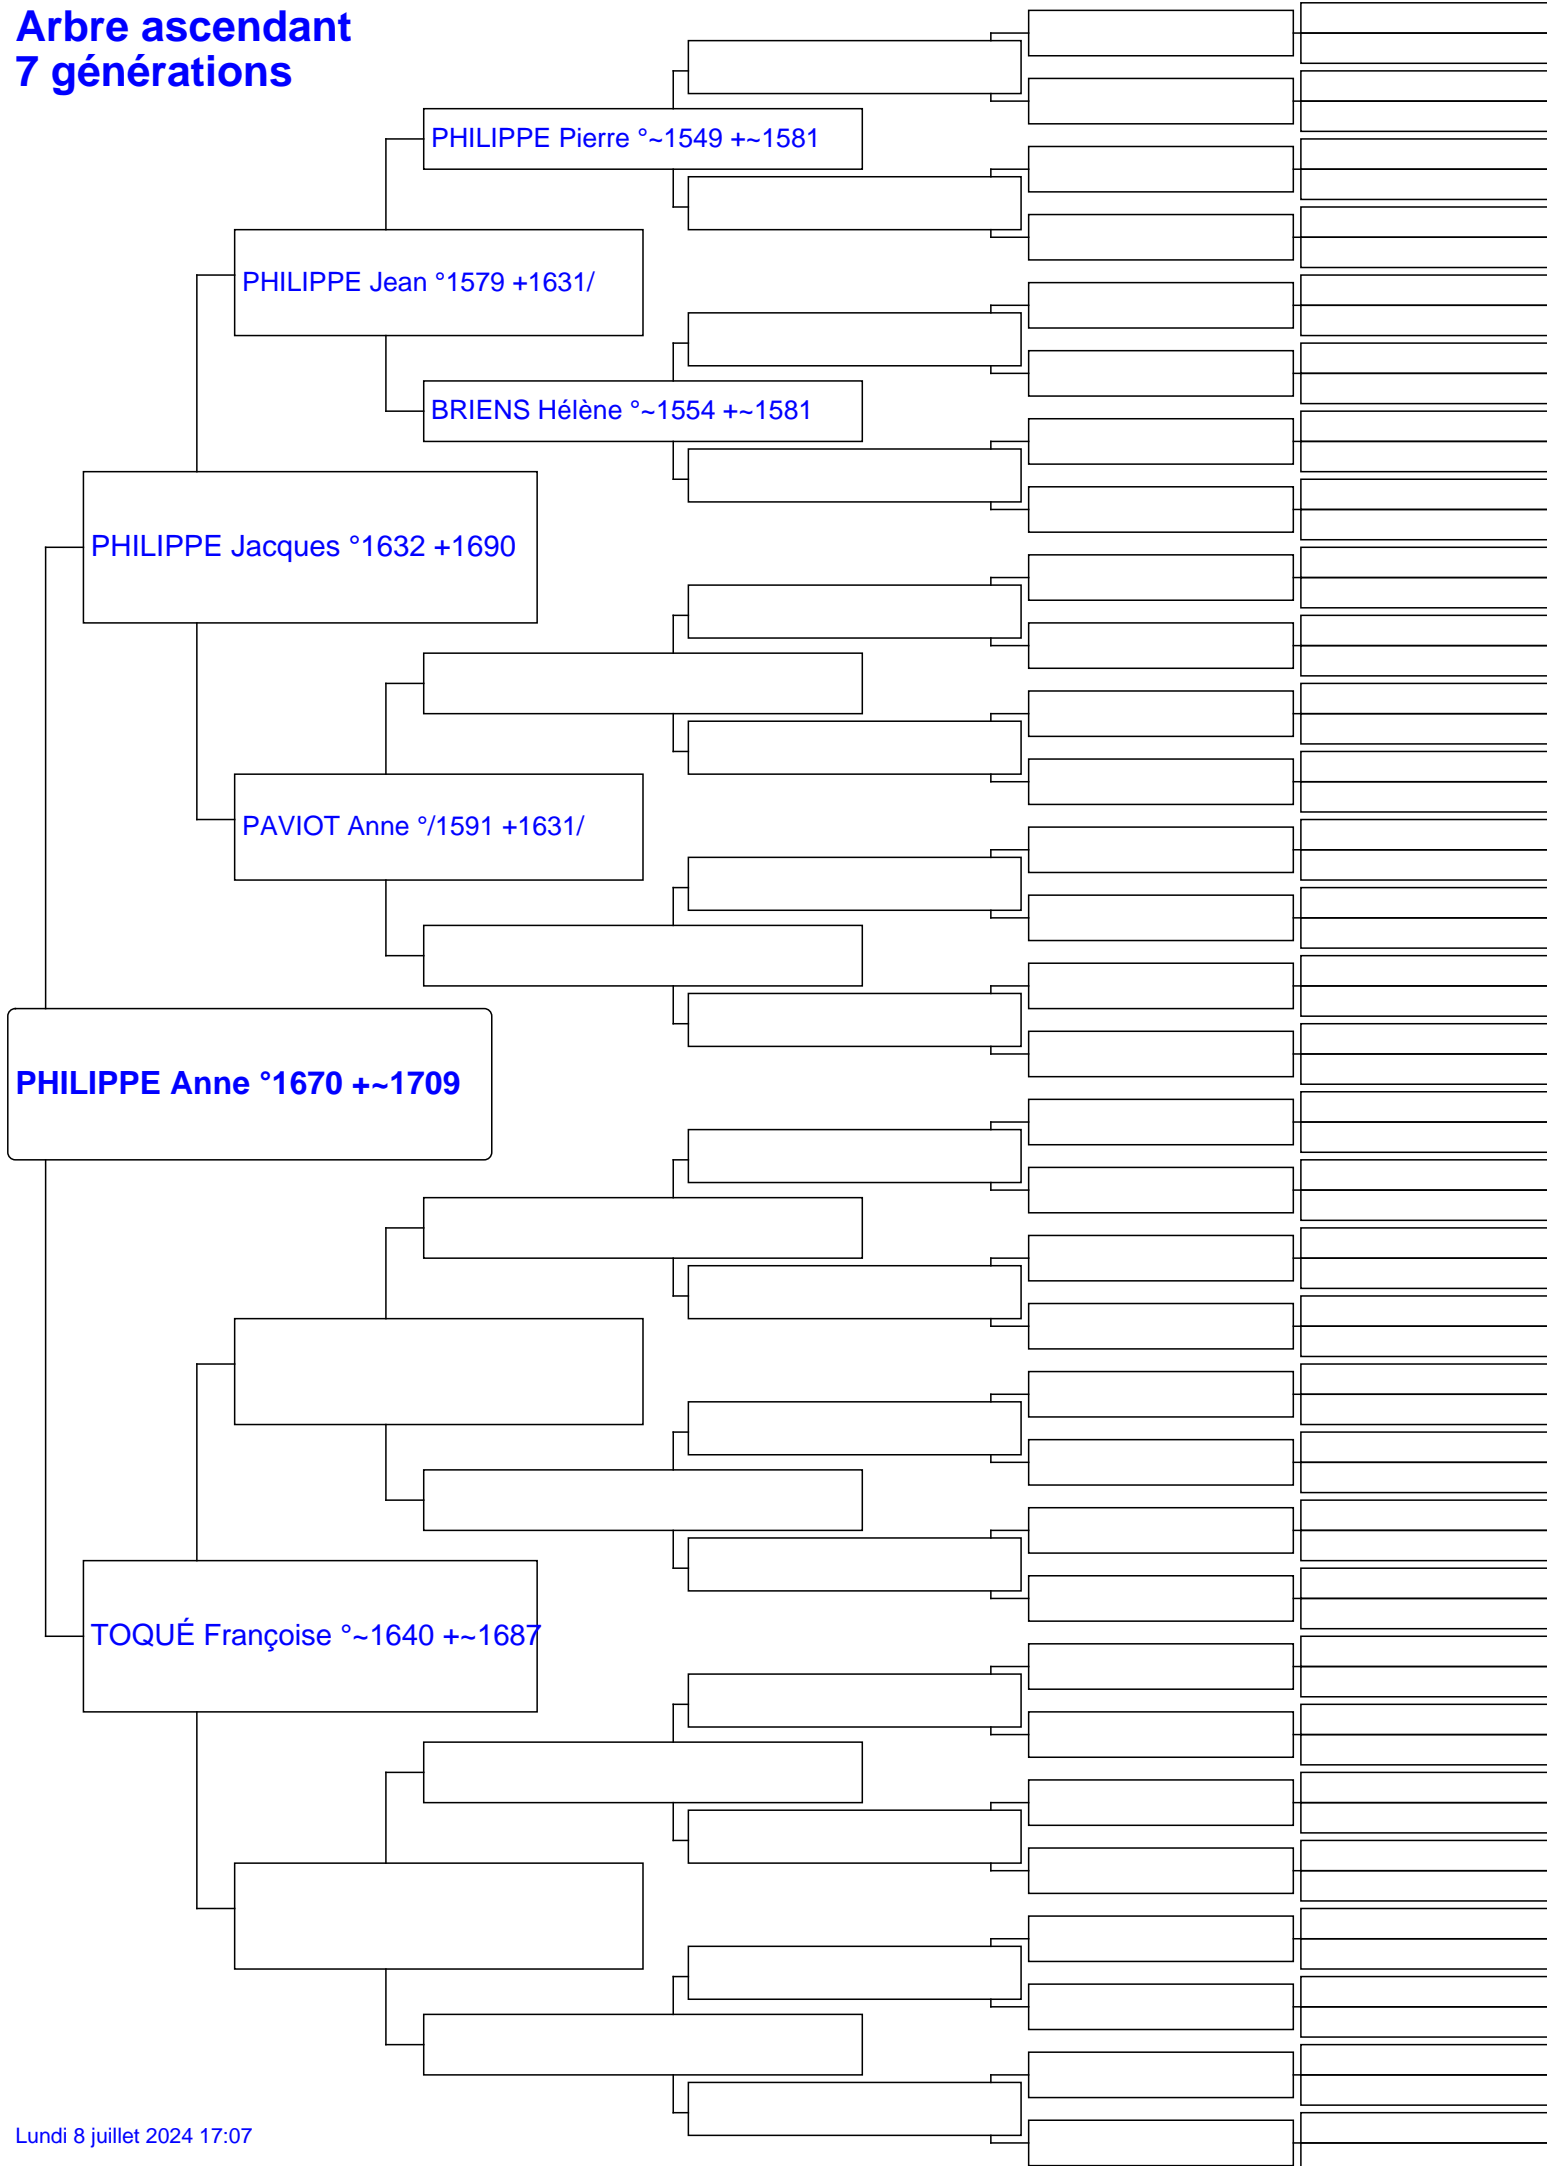 Arbre ascendant
7 générations
PHILIPPE Pierre °~1549 +~1581
PHILIPPE Jean °1579 +1631/
BRIENS Hélène °~1554 +~1581
PHILIPPE Jacques °1632 +1690
PAVIOT Anne °/1591 +1631/
PHILIPPE Anne °1670 +~1709
TOQUÉ Françoise °~1640 +~1687
Lundi 8 juillet 2024 17:07